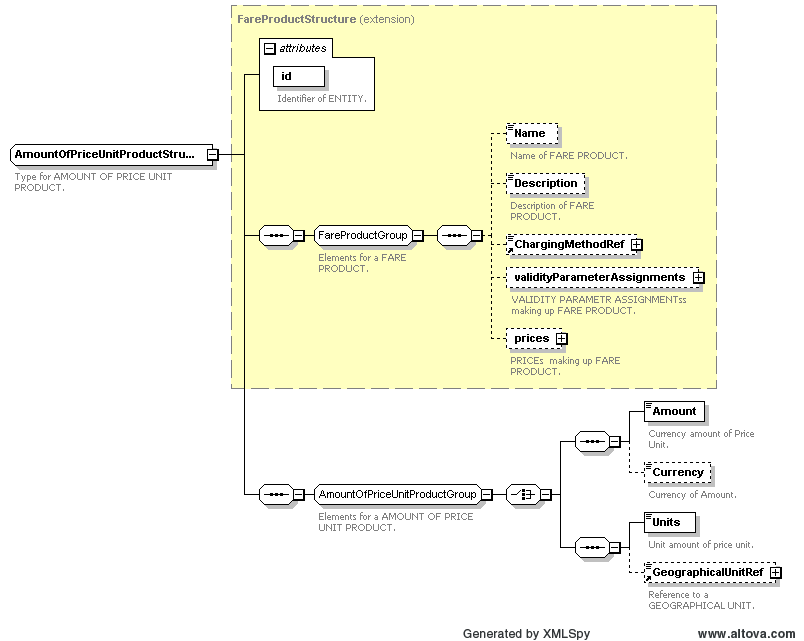 FareProductStructure (extension)
attributes
id
Identifier of ENTITY.
AmountOfPriceUnitProductStru...
Type for AMOUNT OF PRICE UNIT
PRODUCT.
FareProductGroup
Elements for a FARE
PRODUCT.
Name
Name of FARE PRODUCT.
Description
Description of FARE
PRODUCT.
ChargingMethodRef
validityParameterAssignments
VALIDITY PARAMETR ASSIGNMENTss
making up FARE PRODUCT.
prices
PRICEs making up FARE
PRODUCT.
AmountOfPriceUnitProductGroup
Elements for a AMOUNT OF PRICE
UNIT PRODUCT.
Amount
Currency amount of Price
Unit.
Currency
Currency of Amount.
Units
Unit amount of price unit.
GeographicalUnitRef
Reference to a
GEOGRAPHICAL UNIT.
Generated by XMLSpy
www.altova.com